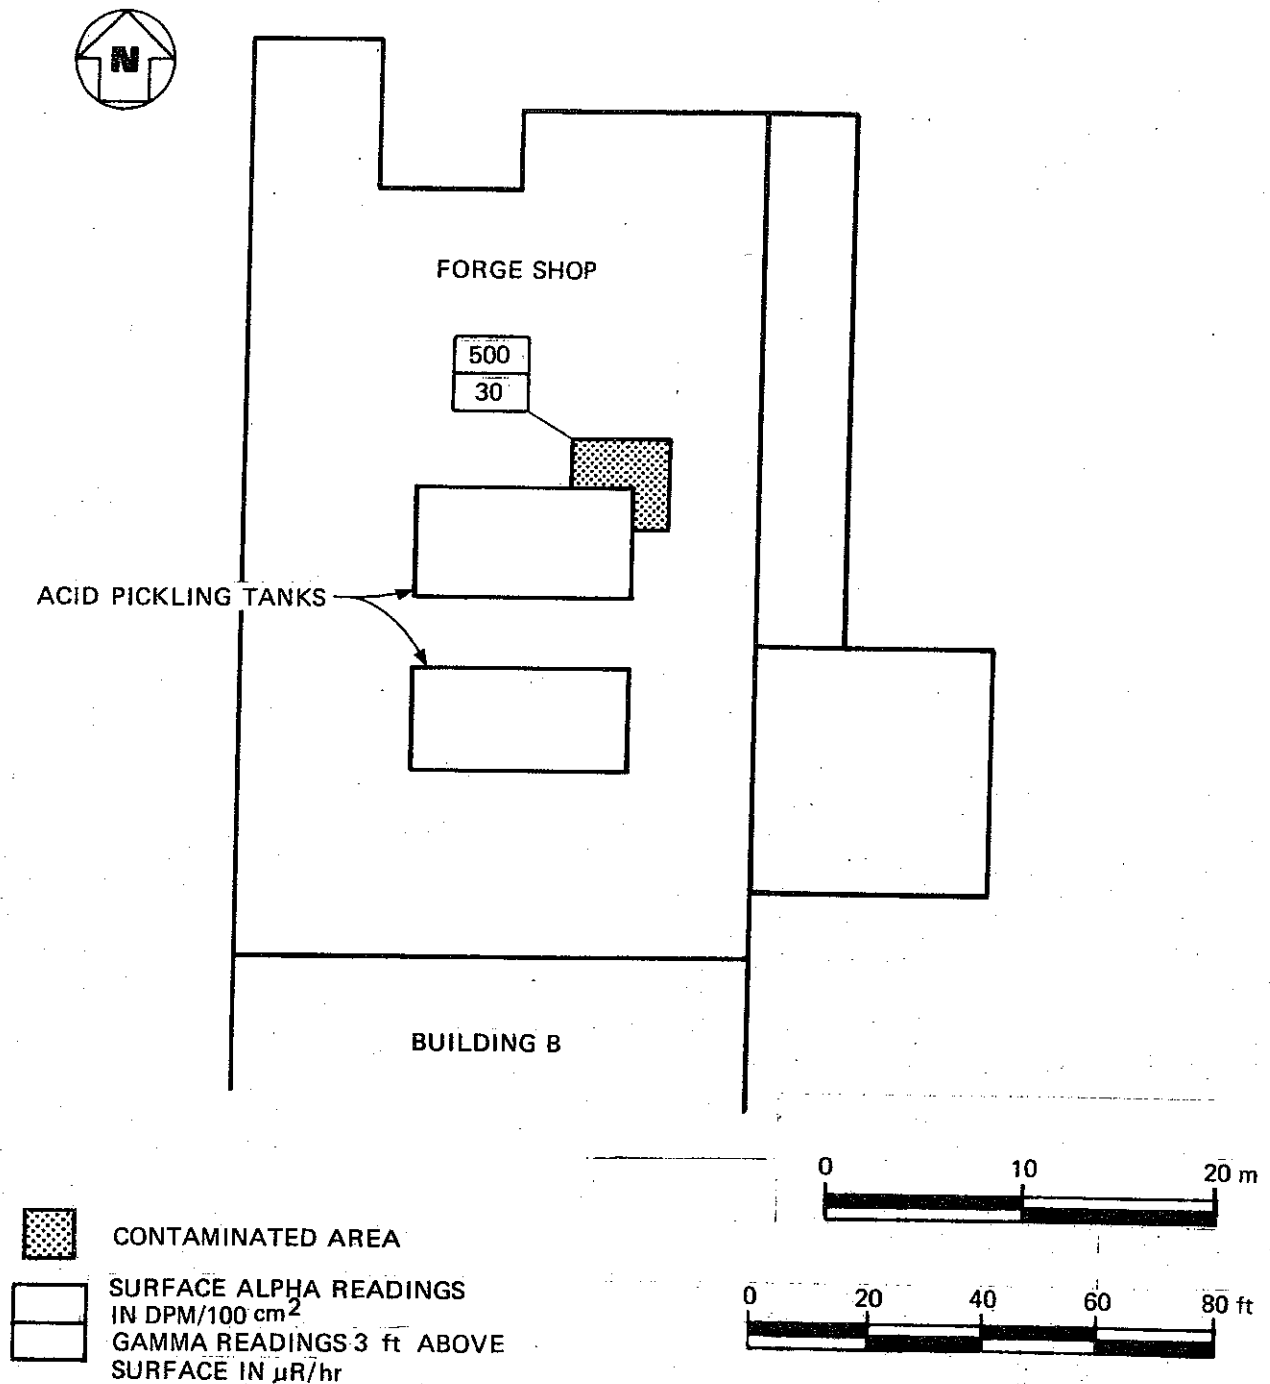 N
FORGE SHOP
500
30
ACID PICKLING TANKS
BUILDING B
0 10 20 m
CONTAMINATED AREA
SURFACE ALPHA READINGS
IN DPM/100 cm²
GAMMA READINGS 3 ft ABOVE
SURFACE IN µR/hr
0 20 40 60 80 ft